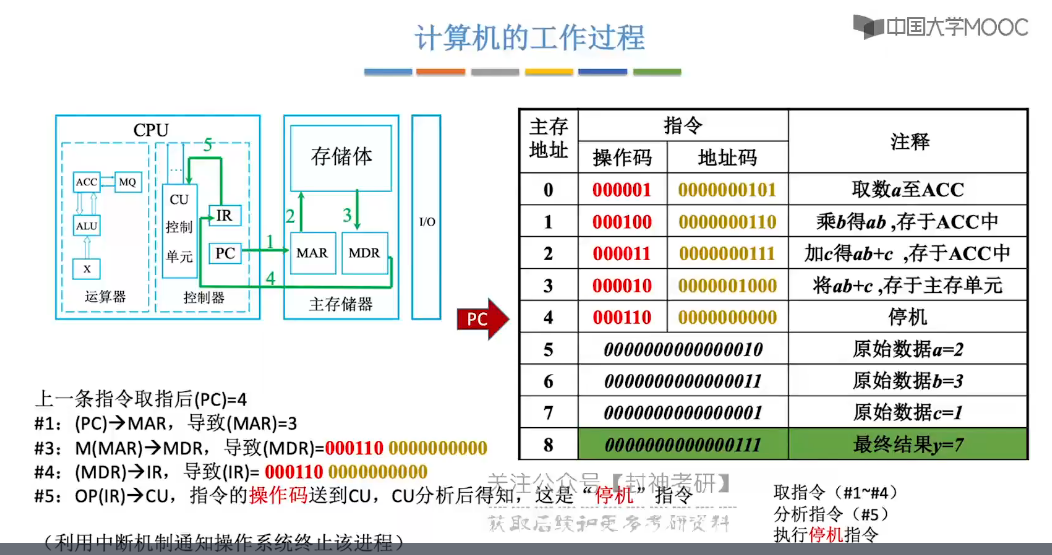 中国大学MOOC
计算机的工作过程
CPU
ACC
MQ
ALU
X
运算器
CU
控制
单元
IR
PC
控制器
5
1
4
存储体
2
3
MAR
MDR
主存储器
I/O
PC
主存地址 指令 注释
操作码 地址码
0 000001 0000000101 取数a至ACC
1 000100 0000000110 乘b得ab ,存于ACC中
2 000011 0000000111 加c得ab+c ,存于ACC中
3 000010 0000001000 将ab+c ,存于主存单元
4 000110 0000000000 停机
5 0000000000000010 原始数据a=2
6 0000000000000011 原始数据b=3
7 0000000000000001 原始数据c=1
8 0000000000000111 最终结果y=7
上一条指令取指后(PC)=4
#1：(PC)→MAR，导致(MAR)=3
#3：M(MAR)→MDR，导致(MDR)=000110 0000000000
#4：(MDR)→IR，导致(IR)= 000110 0000000000
#5：OP(IR)→CU，指令的操作码送到CU，CU分析后得知，这是“停机”指令
（利用中断机制通知操作系统终止该进程）
关注公众号【封神考研】
获取后续和更多考研资料
取指令（#1~#4）
分析指令（#5）
执行停机指令